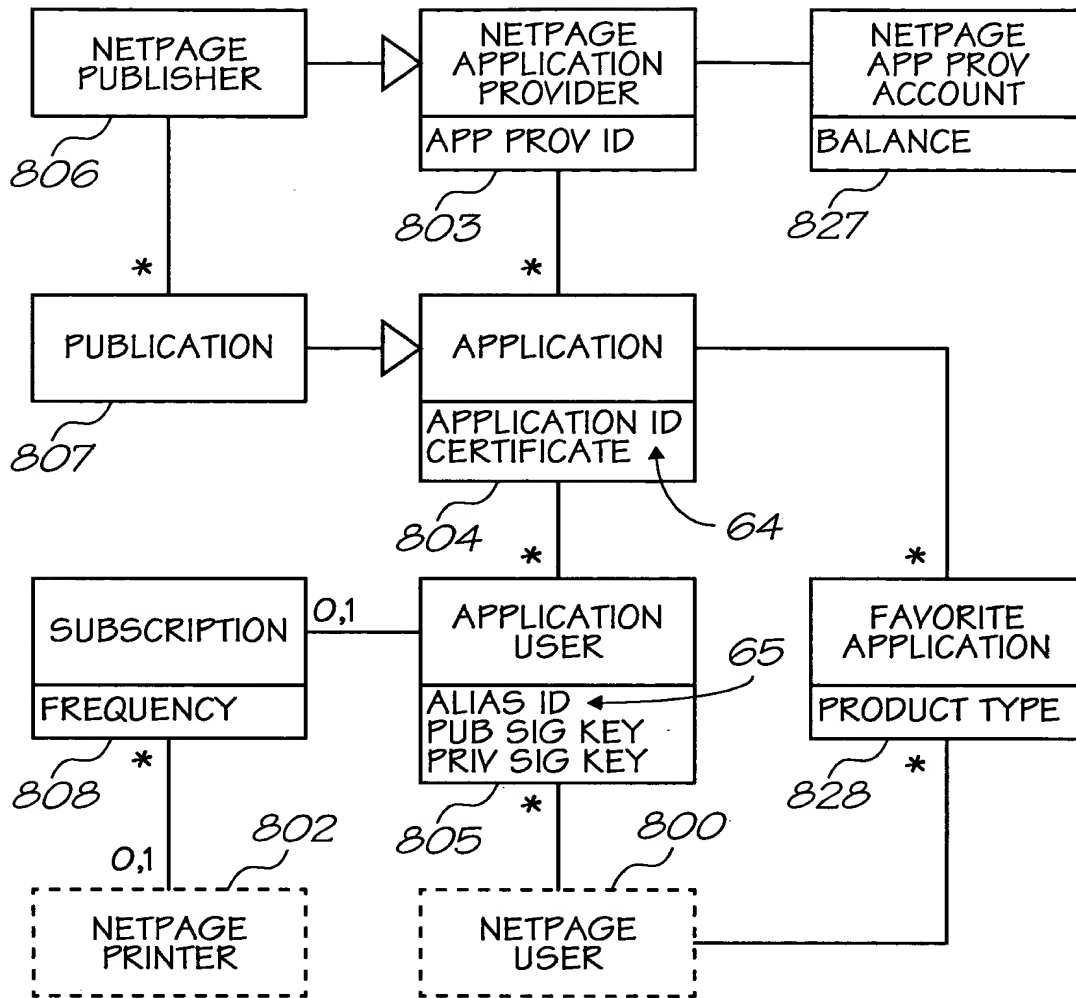 NETPAGE
PUBLISHER
806
*
NETPAGE
APPLICATION
PROVIDER
APP PROV ID
803
*
NETPAGE
APP PROV
ACCOUNT
BALANCE
827
PUBLICATION
807
APPLICATION
APPLICATION ID
CERTIFICATE
804
64
*
*
SUBSCRIPTION
FREQUENCY
808
*
0,1
APPLICATION
USER
ALIAS ID
PUB SIG KEY
PRIV SIG KEY
65
805
*
FAVORITE
APPLICATION
PRODUCT TYPE
828
*
0,1
802
NETPAGE
PRINTER
800
NETPAGE
USER